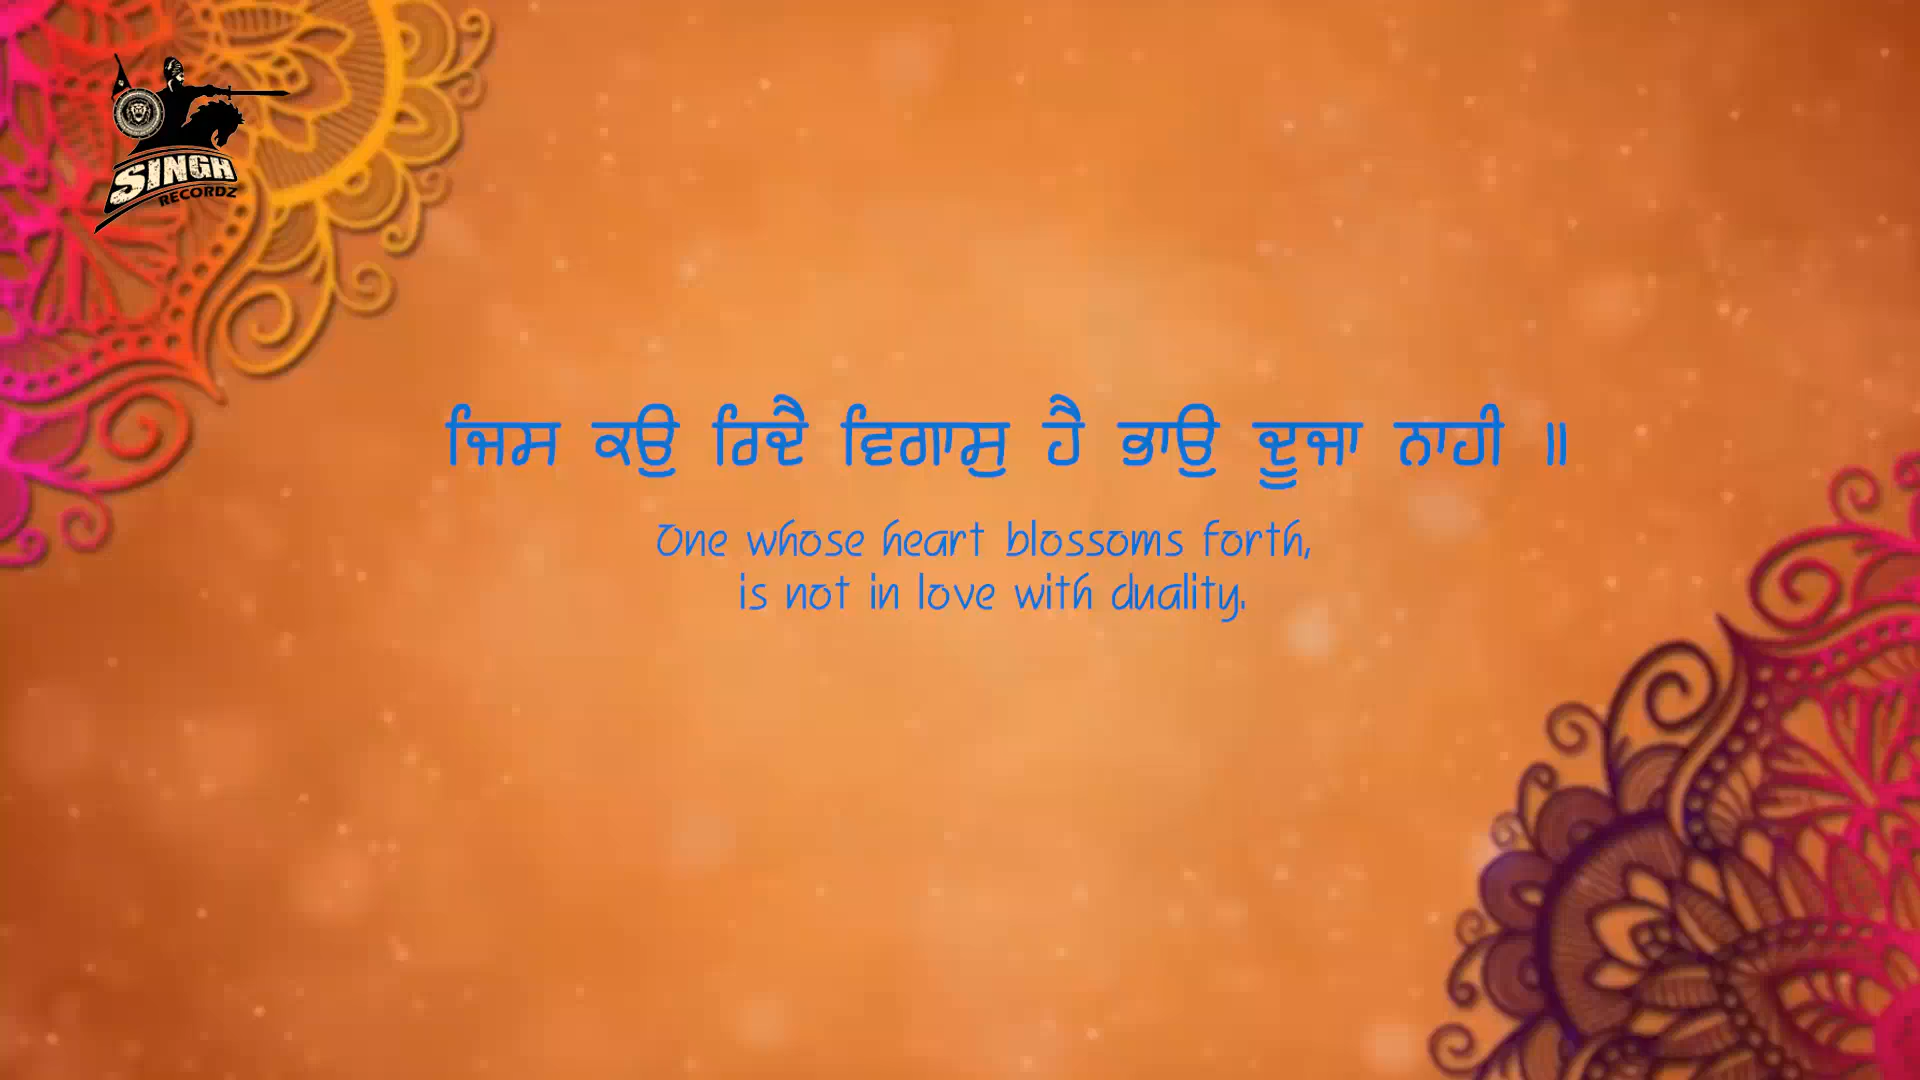 SINGH
RECORDZ
ਜਿਸ ਕਉ ਰਿਦੈ ਵਿਗਾਸੁ ਹੈ ਭਾਉ ਦੂਜਾ ਨਾਹੀ ॥
One whose heart blossoms forth,
is not in love with duality.